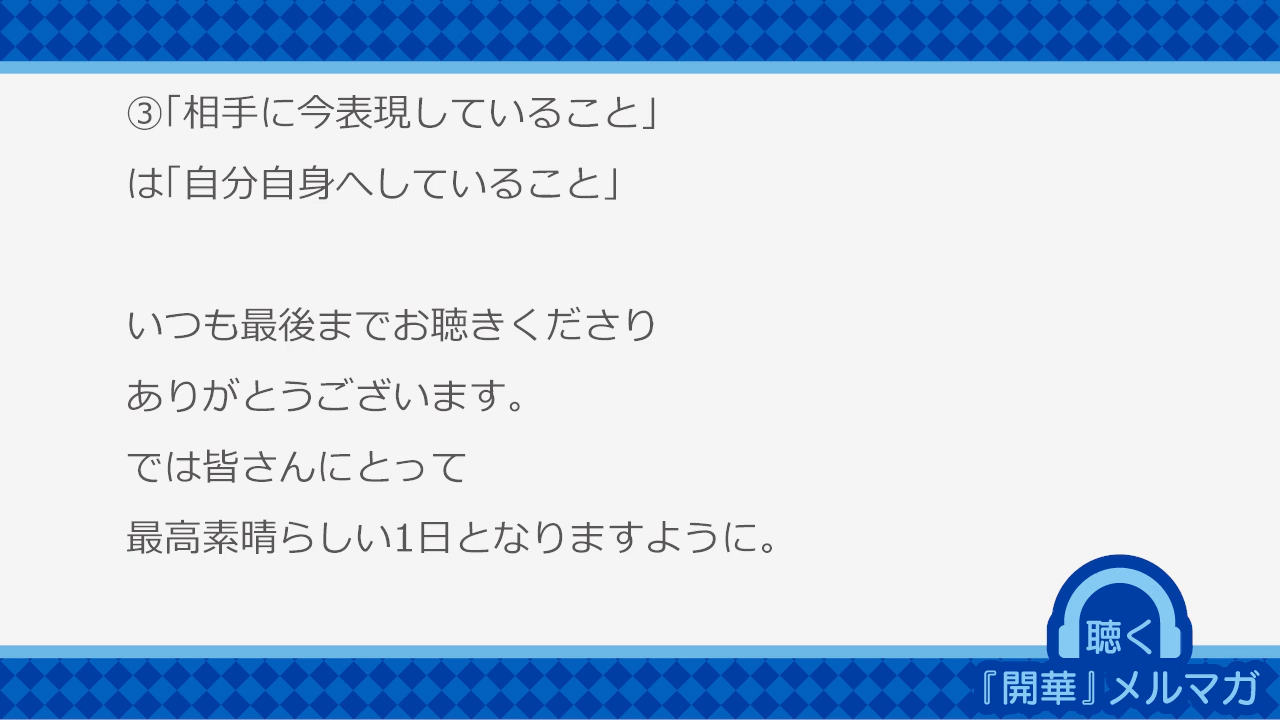 ③「相手に今表現していること」
は「自分自身へしていること」
いつも最後までお聴きくださり
ありがとうございます。
では皆さんにとって
最高素晴らしい1日となりますように。
聴く
『開華』メルマガ